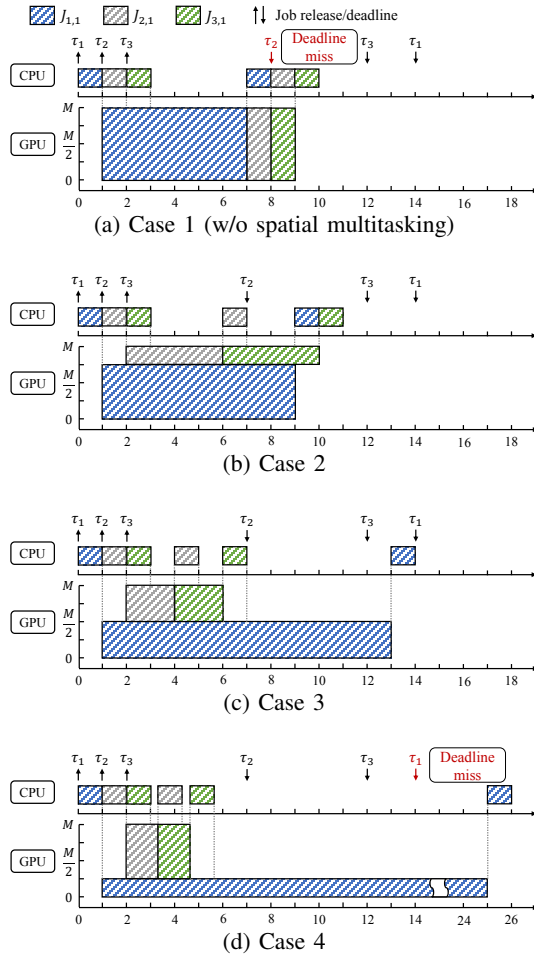 J₁,₁ J₂,₁ J₃,₁ Job release/deadline
τ₁ τ₂ τ₃ τ₂ Deadline miss τ₃ τ₁
CPU
M
GPU M/2
0
0 2 4 6 8 10 12 14 16 18
(a) Case 1 (w/o spatial multitasking)
τ₁ τ₂ τ₃ τ₂ τ₃ τ₁
CPU
M
GPU M/2
0
0 2 4 6 8 10 12 14 16 18
(b) Case 2
τ₁ τ₂ τ₃ τ₂ τ₃ τ₁
CPU
M
GPU M/2
0
0 2 4 6 8 10 12 14 16 18
(c) Case 3
τ₁ τ₂ τ₃ τ₂ τ₃ τ₁ Deadline miss
CPU
M
GPU M/2
0
0 2 4 6 8 10 12 14 24 26
(d) Case 4